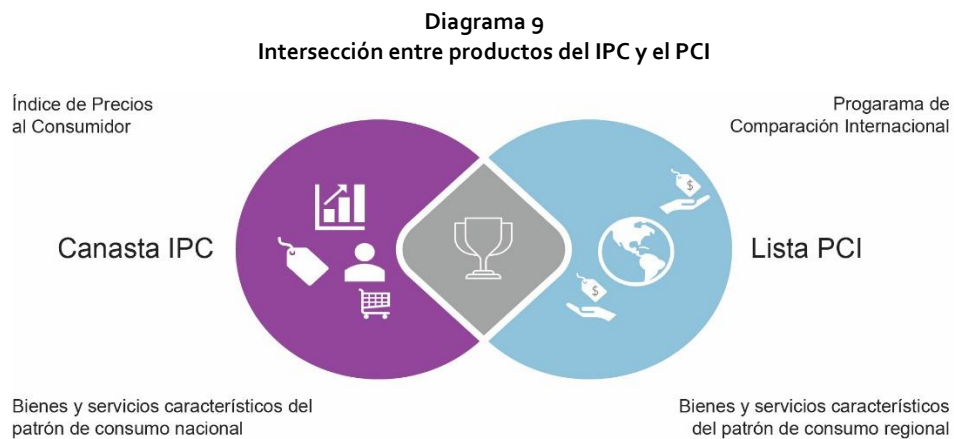 Diagrama 9
Intersección entre productos del IPC y el PCI
Índice de Precios
al Consumidor
Progarama de
Comparación Internacional
Canasta IPC
$
$
Lista PCI
Bienes y servicios característicos del
patrón de consumo nacional
Bienes y servicios característicos
del patrón de consumo regional